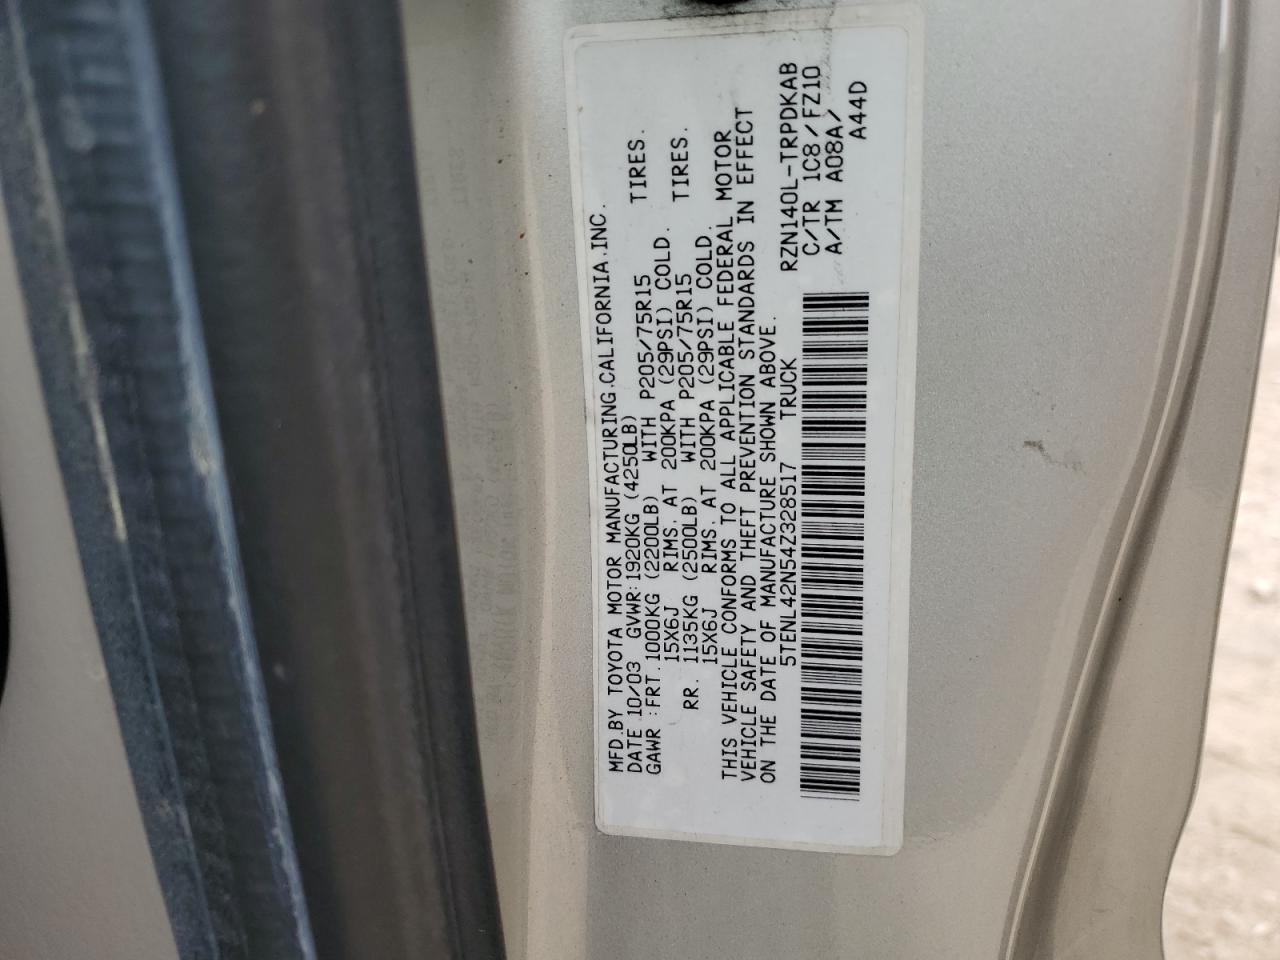 MFD.BY TOYOTA MOTOR MANUFACTURING.CALIFORNIA.INC.
DATE 10/03 GVWR:1920KG (4250LB)
GAWR :FRT.1000KG (2200LB) WITH P205/75R15 TIRES.
15X6J RIMS. AT 200KPA (29PSI) COLD.
RR. 1135KG (2500LB) WITH P205/75R15 TIRES.
15X6J RIMS. AT 200KPA (29PSI) COLD.
THIS VEHICLE CONFORMS TO ALL APPLICABLE FEDERAL MOTOR
VEHICLE SAFETY AND THEFT PREVENTION STANDARDS IN EFFECT
ON THE DATE OF MANUFACTURE SHOWN ABOVE.
5TENL42N54Z328517 TRUCK
RZN140L-TRPDKAB
C/TR 1C8/FZ10
A/TM A08A/
A44D